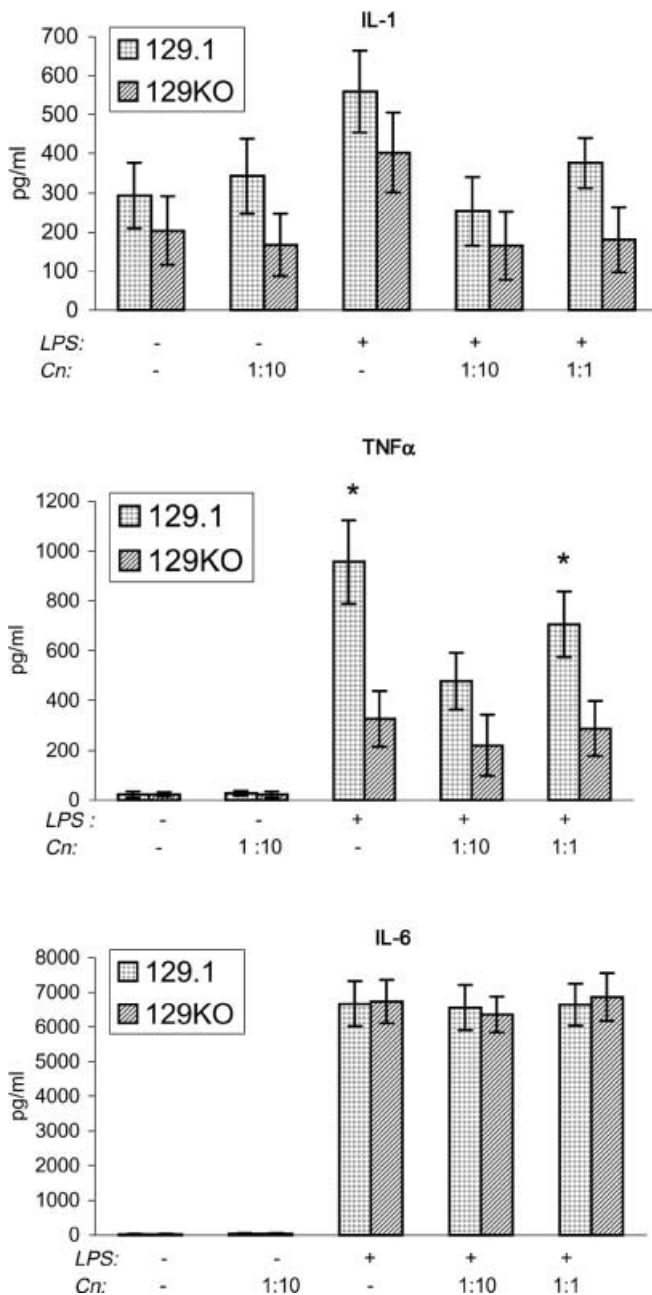 IL-1
700
600
500
400
300
200
100
0
pg/ml
129.1
129KO
LPS: - - + + +
Cn: - 1:10 - 1:10 1:1
TNFα
1200
1000
800
600
400
200
0
pg/ml
129.1
129KO
* *
LPS : - - + + +
Cn: - 1 :10 - 1:10 1:1
IL-6
8000
7000
6000
5000
4000
3000
2000
1000
0
pg/ml
129.1
129KO
LPS: - - + + +
Cn: - 1:10 - 1:10 1:1